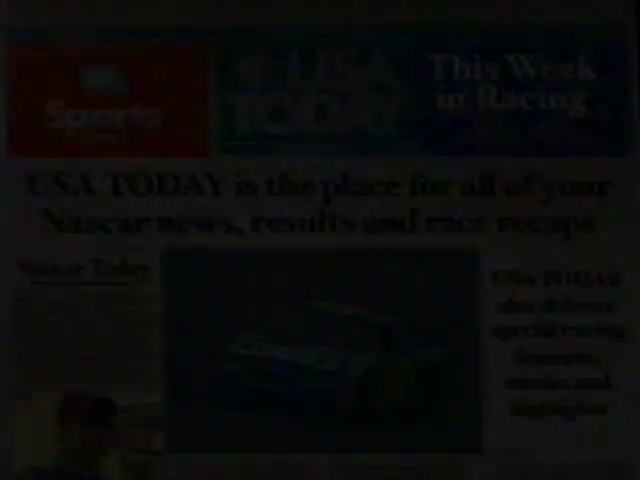 Sports
USA
TODAY
This Week
in Racing
USA TODAY is the place for all of your
Nascar news, results and race recaps
Nascar Today
USA TODAY
also delivers
special racing
features,
stories and
highlights